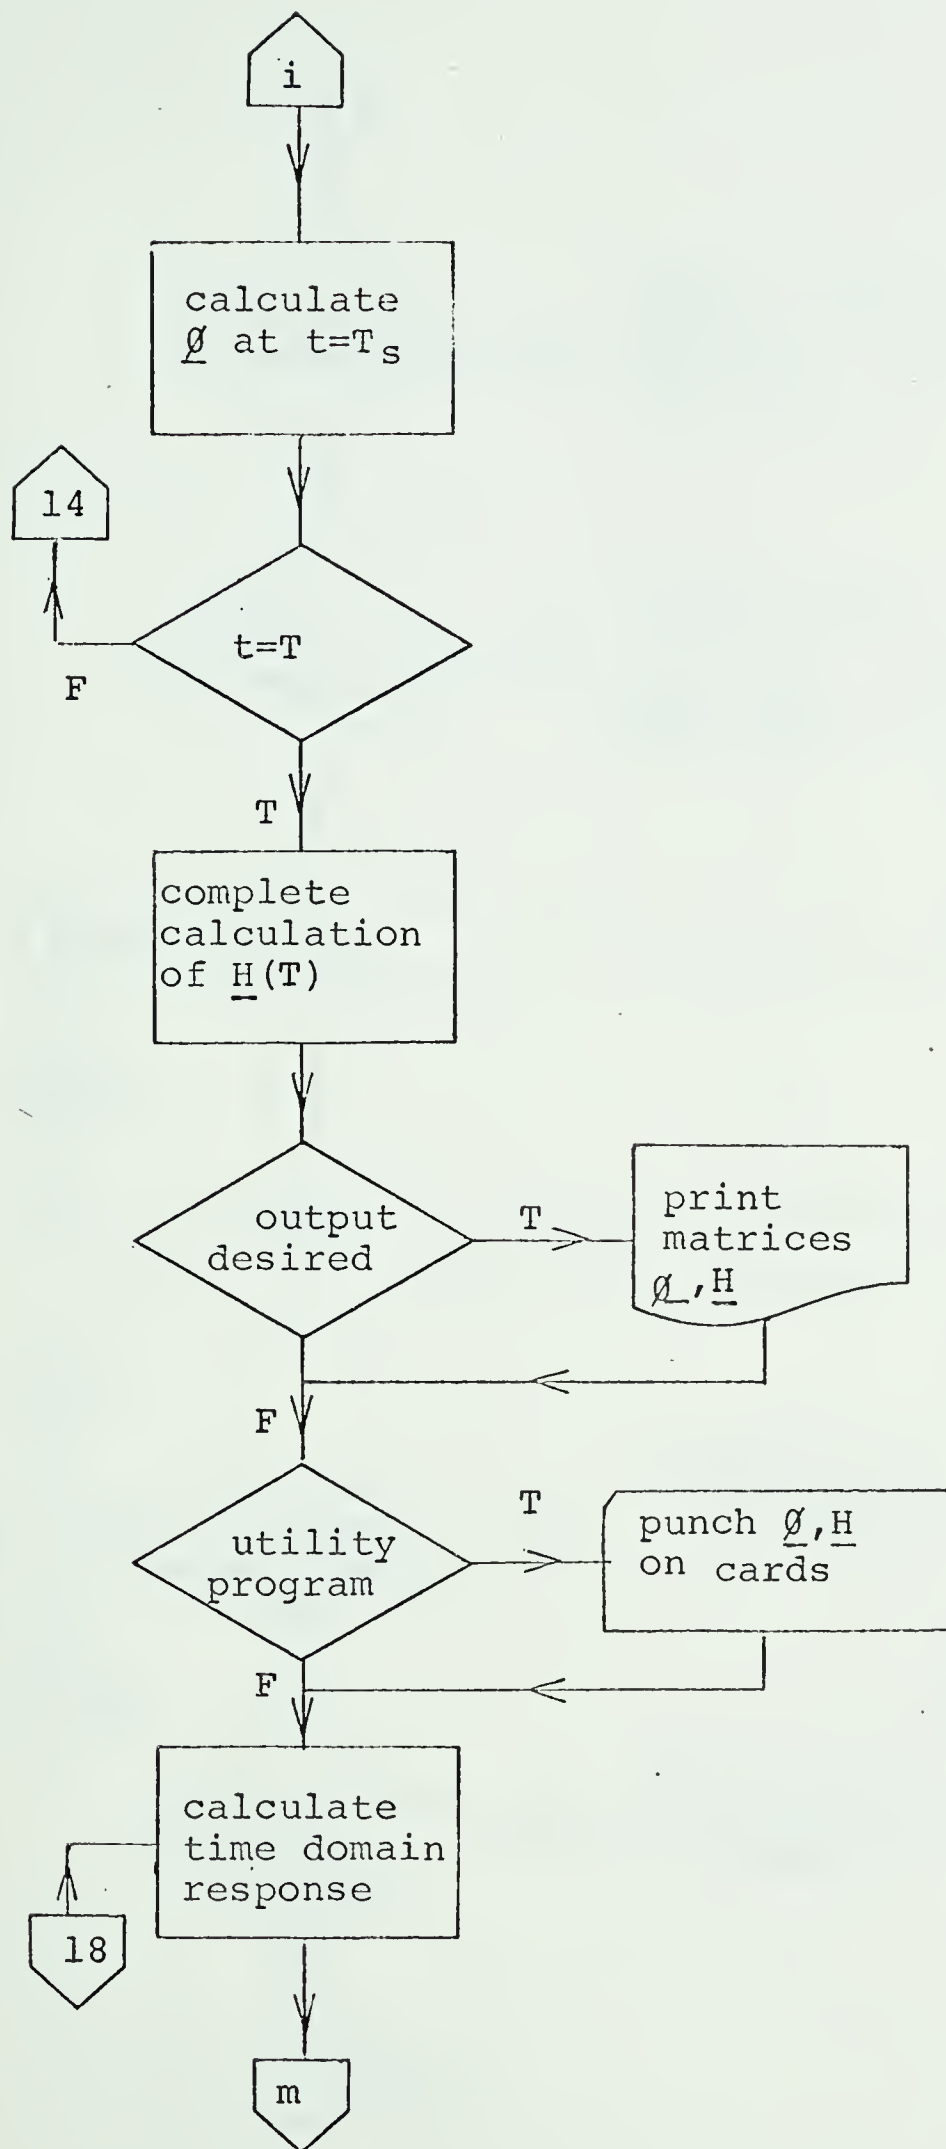 i
calculate
Ø at t=Ts
14
t=T
F
T
complete
calculation
of H(T)
output
desired
T
print
matrices
Ø,H
F
utility
program
T
punch Ø,H
on cards
F
calculate
time domain
response
18
m